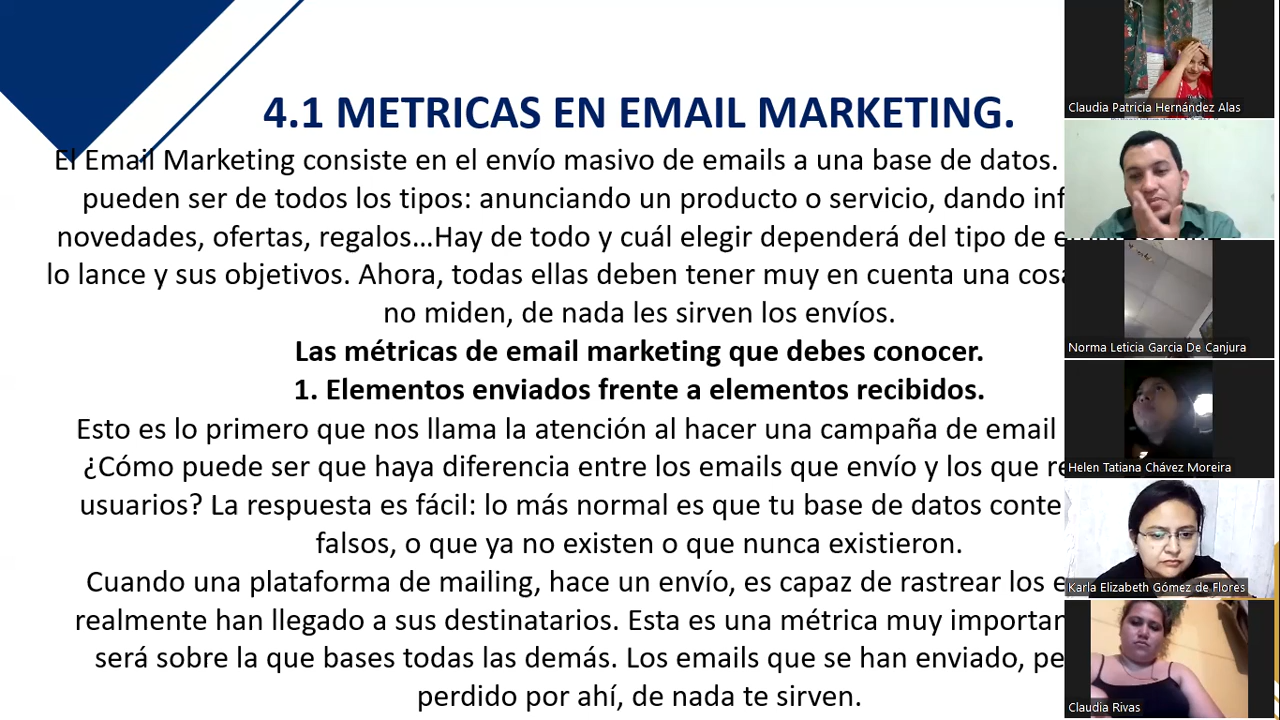 4.1 METRICAS EN EMAIL MARKETING.
El Email Marketing consiste en el envío masivo de emails a una base de datos.
pueden ser de todos los tipos: anunciando un producto o servicio, dando
novedades, ofertas, regalos...Hay de todo y cuál elegir dependerá del tipo de
lo lance y sus objetivos. Ahora, todas ellas deben tener muy en cuenta una
no miden, de nada les sirven los envíos.
Las métricas de email marketing que debes conocer.
1. Elementos enviados frente a elementos recibidos.
Esto es lo primero que nos llama la atención al hacer una campaña de email
¿Cómo puede ser que haya diferencia entre los emails que envío y los que
usuarios? La respuesta es fácil: lo más normal es que tu base de datos
falsos, o que ya no existen o que nunca existieron.
Cuando una plataforma de mailing, hace un envío, es capaz de rastrear los
realmente han llegado a sus destinatarios. Esta es una métrica muy
será sobre la que bases todas las demás. Los emails que se han enviado,
perdido por ahí, de nada te sirven.
Claudia Patricia Hernández Alas
Norma Leticia Garcia De Canjura
Helen Tatiana Chávez Moreira
Karla Elizabeth Gómez de Flores
Claudia Rivas